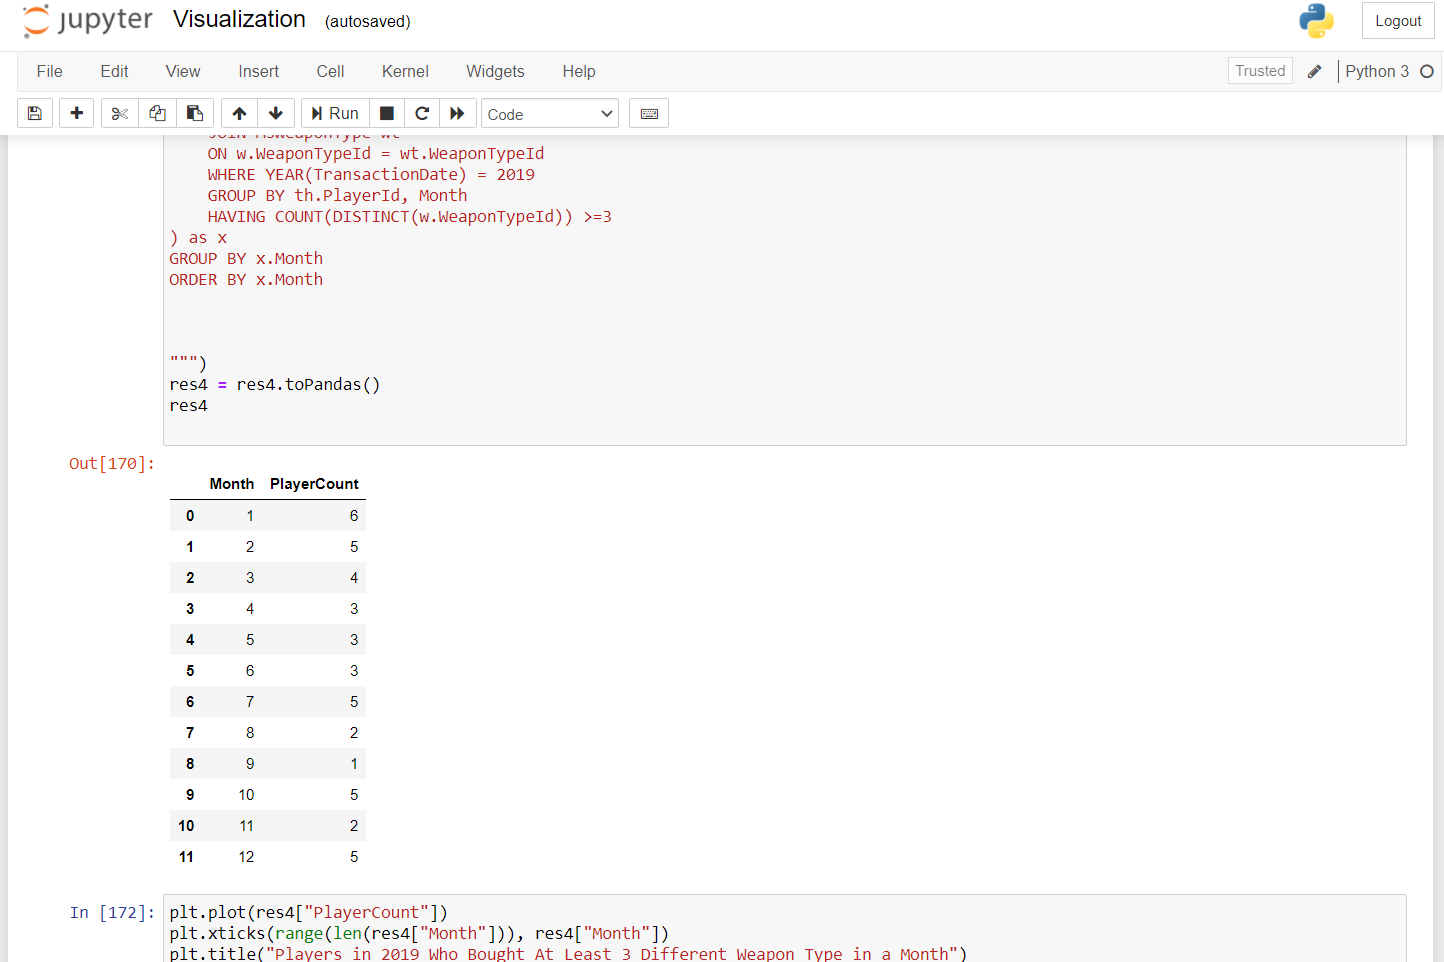 jupyter Visualization (autosaved) Logout
File Edit View Insert Cell Kernel Widgets Help Trusted Python 3
Run Code
JOIN MsWeaponType wt
ON w.WeaponTypeId = wt.WeaponTypeId
WHERE YEAR(TransactionDate) = 2019
GROUP BY th.PlayerId, Month
HAVING COUNT(DISTINCT(w.WeaponTypeId)) >=3
) as x
GROUP BY x.Month
ORDER BY x.Month
""")
res4 = res4.toPandas()
res4
Out[170]:
Month PlayerCount
0 1 6
1 2 5
2 3 4
3 4 3
4 5 3
5 6 3
6 7 5
7 8 2
8 9 1
9 10 5
10 11 2
11 12 5
In [172]: plt.plot(res4["PlayerCount"])
plt.xticks(range(len(res4["Month"])), res4["Month"])
plt.title("Players in 2019 Who Bought At Least 3 Different Weapon Type in a Month")